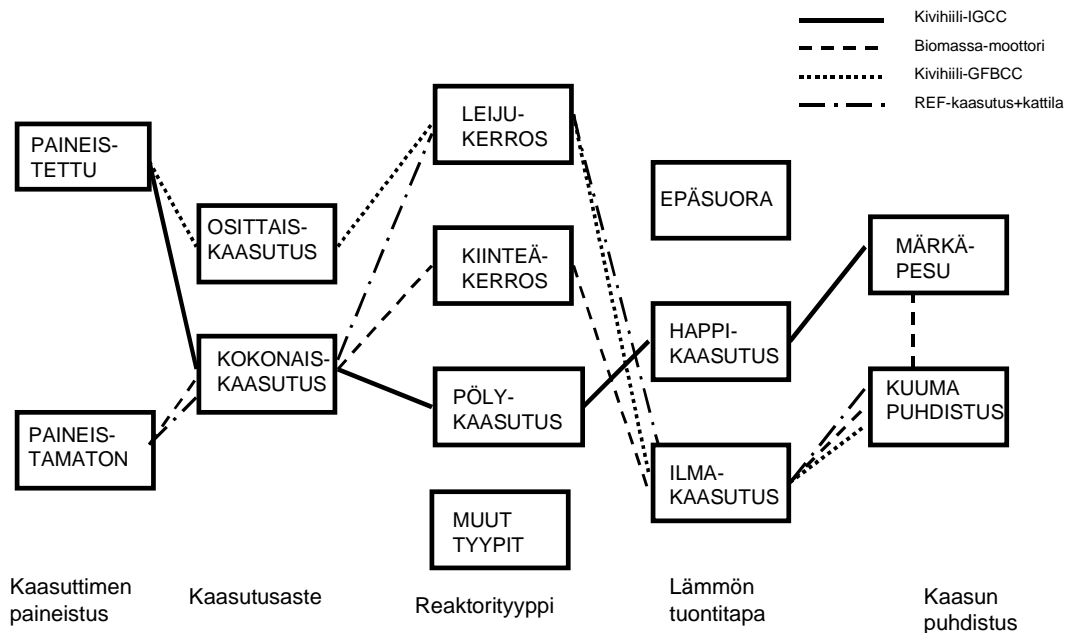 Kivihiili-IGCC
Biomassa-moottori
Kivihiili-GFBCC
REF-kaasutus+kattila
PAINEIS-
TETTU
PAINEIS-
TAMATON
OSITTAIS-
KAASUTUS
KOKONAIS-
KAASUTUS
LEIJU-
KERROS
KIINTEÄ-
KERROS
PÖLY-
KAASUTUS
MUUT
TYYPIT
EPÄSUORA
HAPPI-
KAASUTUS
ILMA-
KAASUTUS
MÄRKÄ-
PESU
KUUMA
PUHDISTUS
Kaasuttimen
paineistus
Kaasutusaste
Reaktorityyppi
Lämmön
tuontitapa
Kaasun
puhdistus